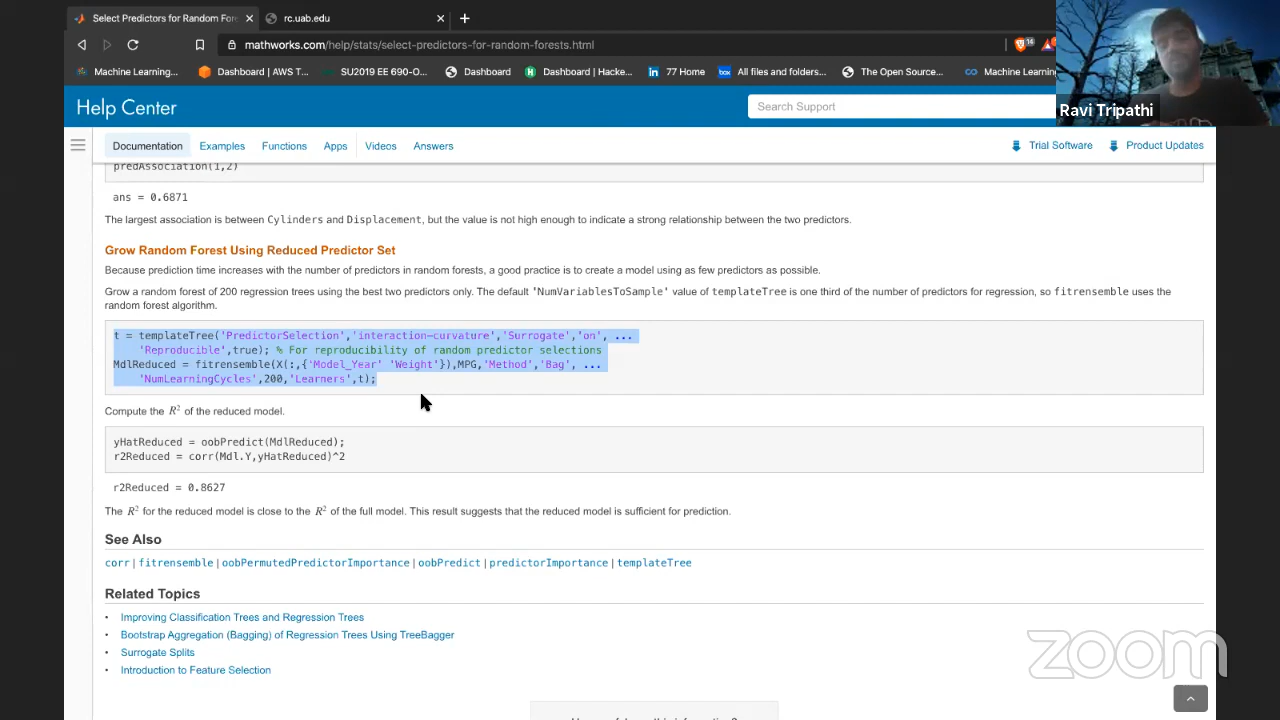 Select Predictors for Random For
rc.uab.edu
mathworks.com/help/stats/select-predictors-for-random-forests.html
14
Machine Learning...
Dashboard | AWS T...
SU2019 EE 690-O...
Dashboard
Dashboard | Hacke...
77 Home
All files and folders...
The Open Source...
Machine Learning
Ravi Tripathi
Help Center
Search Support
Documentation
Examples
Functions
Apps
Videos
Answers
Trial Software
Product Updates
predAssociation(1,2)
ans = 0.6871
The largest association is between Cylinders and Displacement, but the value is not high enough to indicate a strong relationship between the two predictors.
Grow Random Forest Using Reduced Predictor Set
Because prediction time increases with the number of predictors in random forests, a good practice is to create a model using as few predictors as possible.
Grow a random forest of 200 regression trees using the best two predictors only. The default 'NumVariablesToSample' value of templateTree is one third of the number of predictors for regression, so fitrensemble uses the
random forest algorithm.
t = templateTree('PredictorSelection','interaction-curvature','Surrogate','on', ...
'Reproducible',true); % For reproducibility of random predictor selections
MdlReduced = fitrensemble(X(:,{'Model_Year' 'Weight'}),MPG,'Method','Bag', ...
'NumLearningCycles',200,'Learners',t);
Compute the R² of the reduced model.
yHatReduced = oobPredict(MdlReduced);
r2Reduced = corr(Mdl.Y,yHatReduced)^2
r2Reduced = 0.8627
The R² for the reduced model is close to the R² of the full model. This result suggests that the reduced model is sufficient for prediction.
See Also
corr | fitrensemble | oobPermutedPredictorImportance | oobPredict | predictorImportance | templateTree
Related Topics
• Improving Classification Trees and Regression Trees
• Bootstrap Aggregation (Bagging) of Regression Trees Using TreeBagger
• Surrogate Splits
• Introduction to Feature Selection
zoom